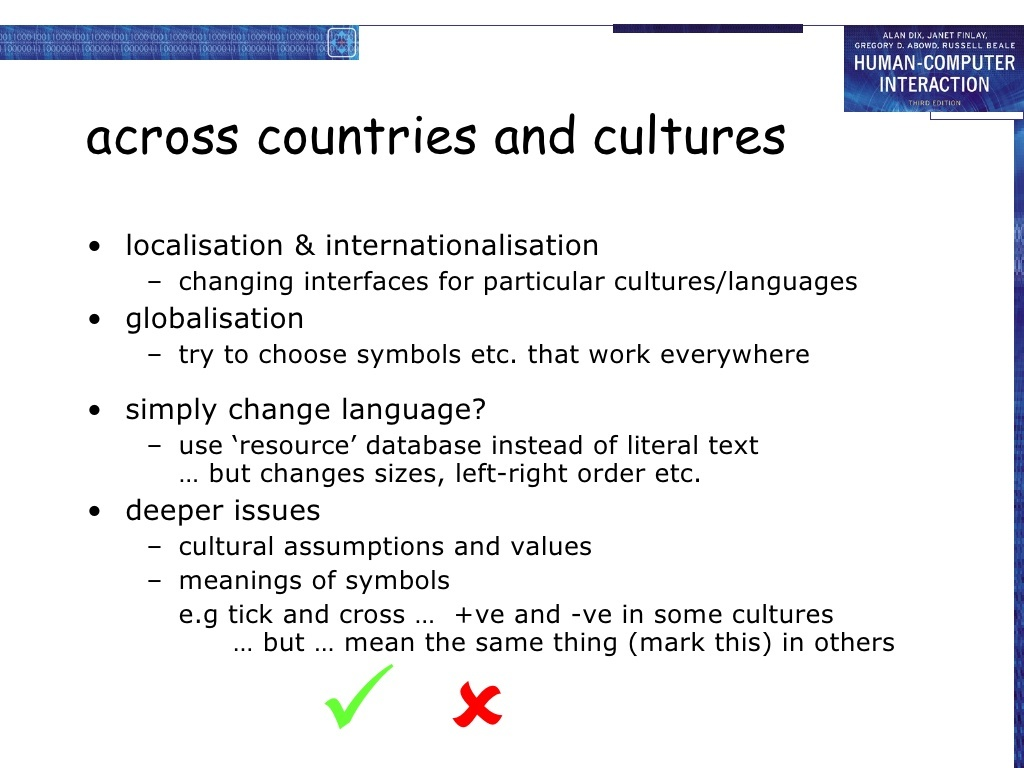 ALAN DIX, JANET FINLAY,
GREGORY D. ABOWD, RUSSELL BEALE
HUMAN-COMPUTER
INTERACTION
THIRD EDITION
across countries and cultures
• localisation & internationalisation
– changing interfaces for particular cultures/languages
• globalisation
– try to choose symbols etc. that work everywhere
• simply change language?
– use ‘resource’ database instead of literal text
… but changes sizes, left-right order etc.
• deeper issues
– cultural assumptions and values
– meanings of symbols
e.g tick and cross … +ve and -ve in some cultures
… but … mean the same thing (mark this) in others